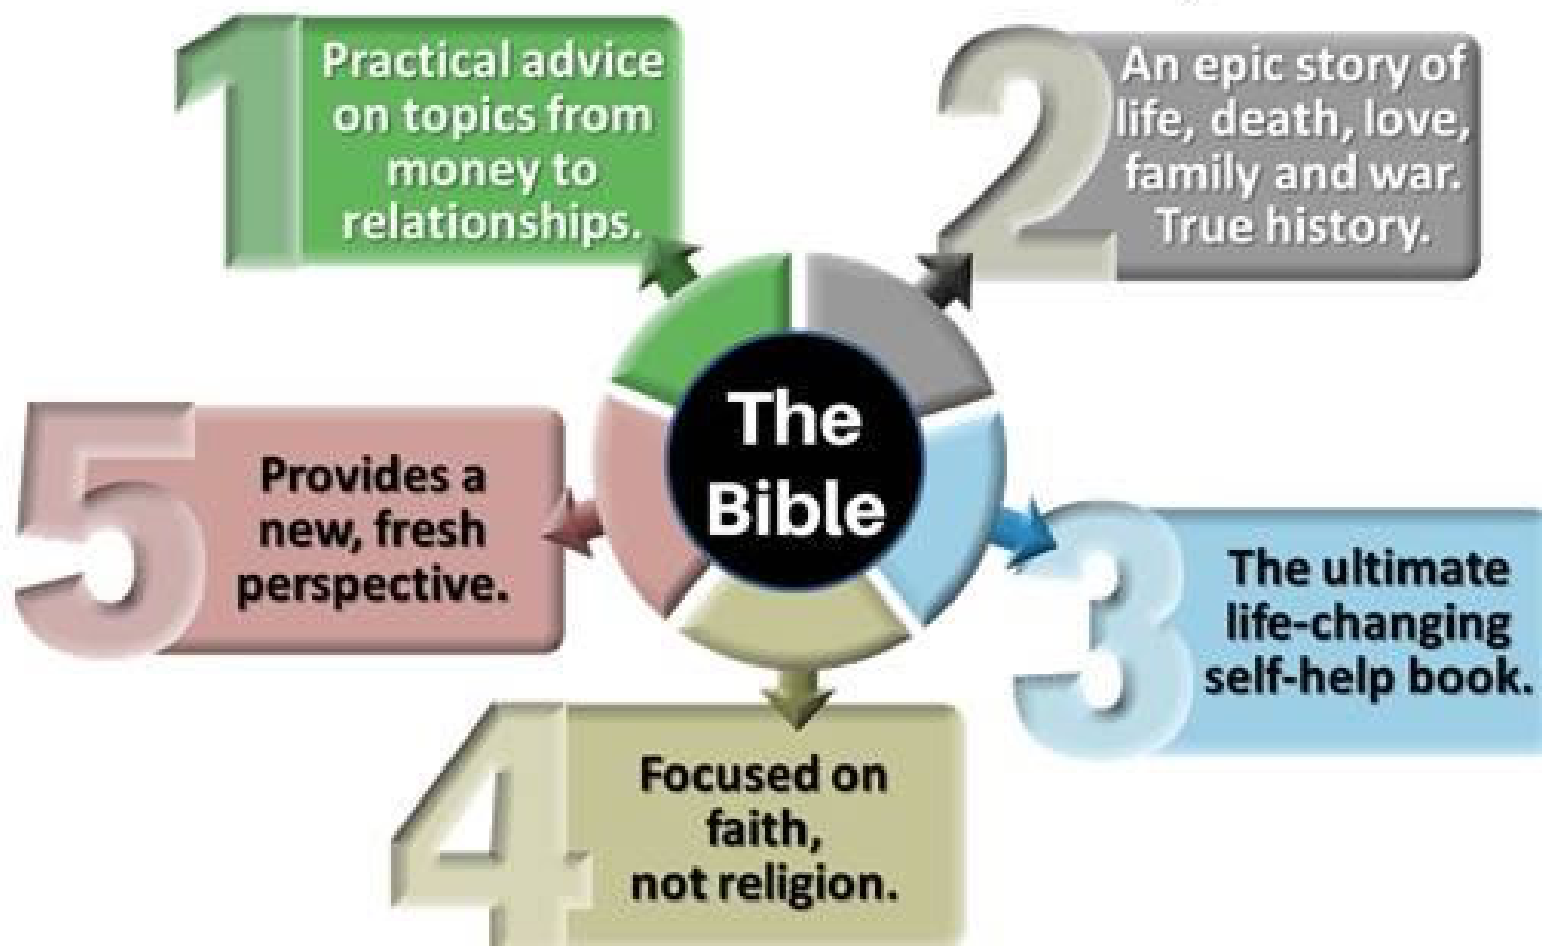 1
Practical advice
on topics from
money to
relationships.
2
An epic story of
life, death, love,
family and war.
True history.
The
Bible
3
The ultimate
life-changing
self-help book.
4
Focused on
faith,
not religion.
5
Provides a
new, fresh
perspective.